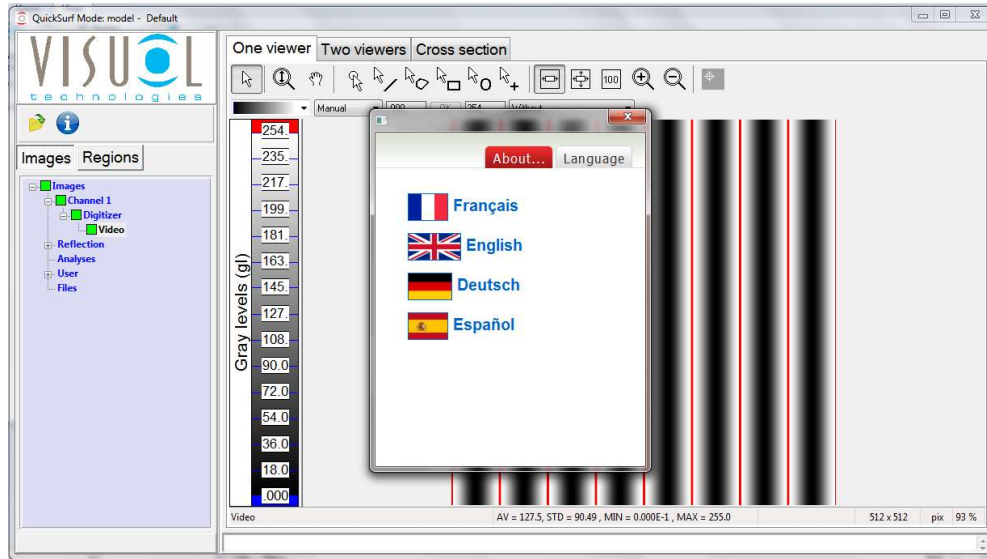 QuickSurf Mode: model - Default
VISUOL
technologies
Images Regions
Images
Channel 1
Digitizer
Video
Reflection
Analyses
User
Files
One viewer Two viewers Cross section
100
Manual
254.
235.
217.
199.
181.
163.
145.
127.
108.
90.0
72.0
54.0
36.0
18.0
.000
Gray levels (gl)
About... Language
Français
English
Deutsch
Español
Video AV = 127.5, STD = 90.49 , MIN = 0.000E-1 , MAX = 255.0 512 x 512 pix 93 %